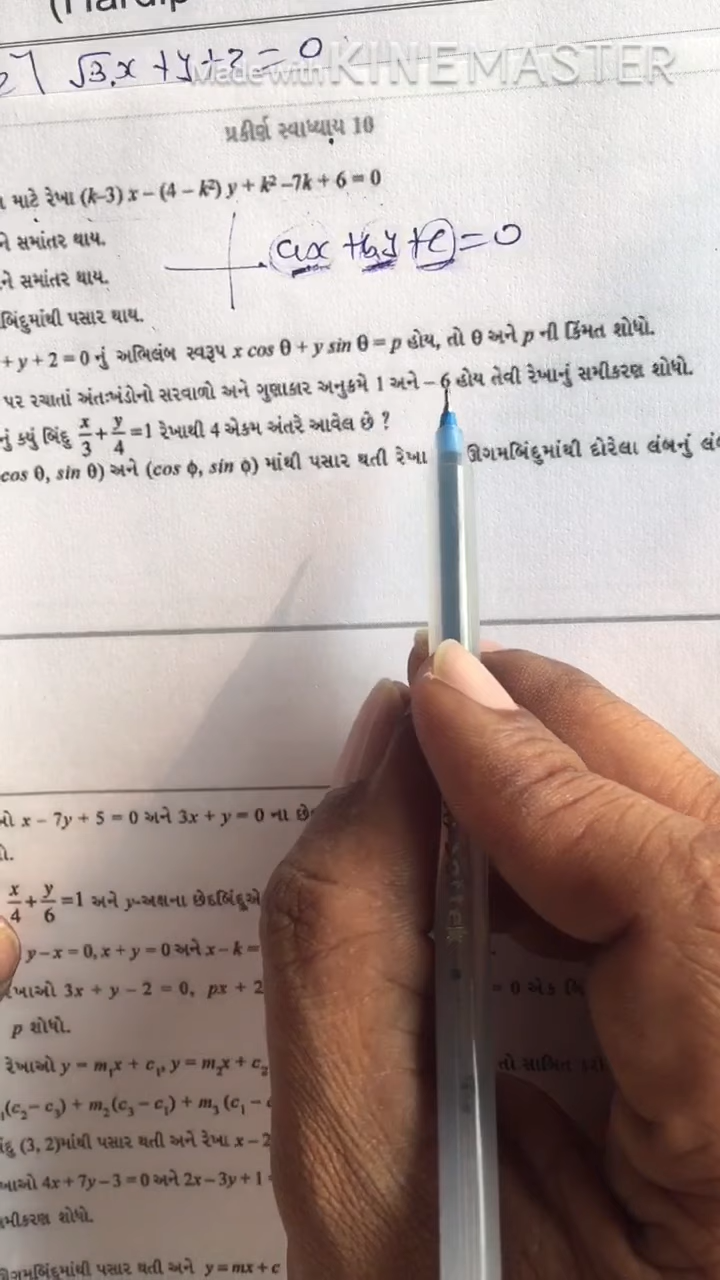 √3x + y + 2 = 0
Made with KINEMASTER
પ્રકીર્ણ સ્વાધ્યાય 10
માટે રેખા (k–3) x – (4 – k²) y + k² –7k + 6 = 0
ને સમાંતર થાય.
ax + by + c = 0
ને સમાંતર થાય.
બિંદુમાંથી પસાર થાય.
+ y + 2 = 0 નું અભિલંબ સ્વરૂપ x cos θ + y sin θ = p હોય, તો θ અને p ની કિંમત શોધો.
પર રચાતાં અંતઃખંડોનો સરવાળો અને ગુણાકાર અનુક્રમે 1 અને – 6 હોય તેવી રેખાનું સમીકરણ શોધો.
નું કયું બિંદુ x/3 + y/4 = 1 રેખાથી 4 એકમ અંતરે આવેલ છે ?
cos θ, sin θ) અને (cos ϕ, sin ϕ) માંથી પસાર થતી રેખા ઊગમબિંદુમાંથી દોરેલા લંબનું
x – 7y + 5 = 0 અને 3x + y = 0 ના
x/4 + y/6 = 1 અને y-અક્ષના છેદબિંદુએ
y – x = 0, x + y = 0 અને x – k =
રેખાઓ 3x + y – 2 = 0, px + 2 = 0 એક
p શોધો.
રેખાઓ y = m₁x + c₁, y = m₂x + c₂ તો સાબિત કરો
(c₂ – c₃) + m₂(c₃ – c₁) + m₃ (c₁ –
(3, 2)માંથી પસાર થતી અને રેખા x – 2
4x + 7y – 3 = 0 અને 2x – 3y + 1
સમીકરણ શોધો.
ઊગમબિંદુમાંથી પસાર થતી અને y = mx + c